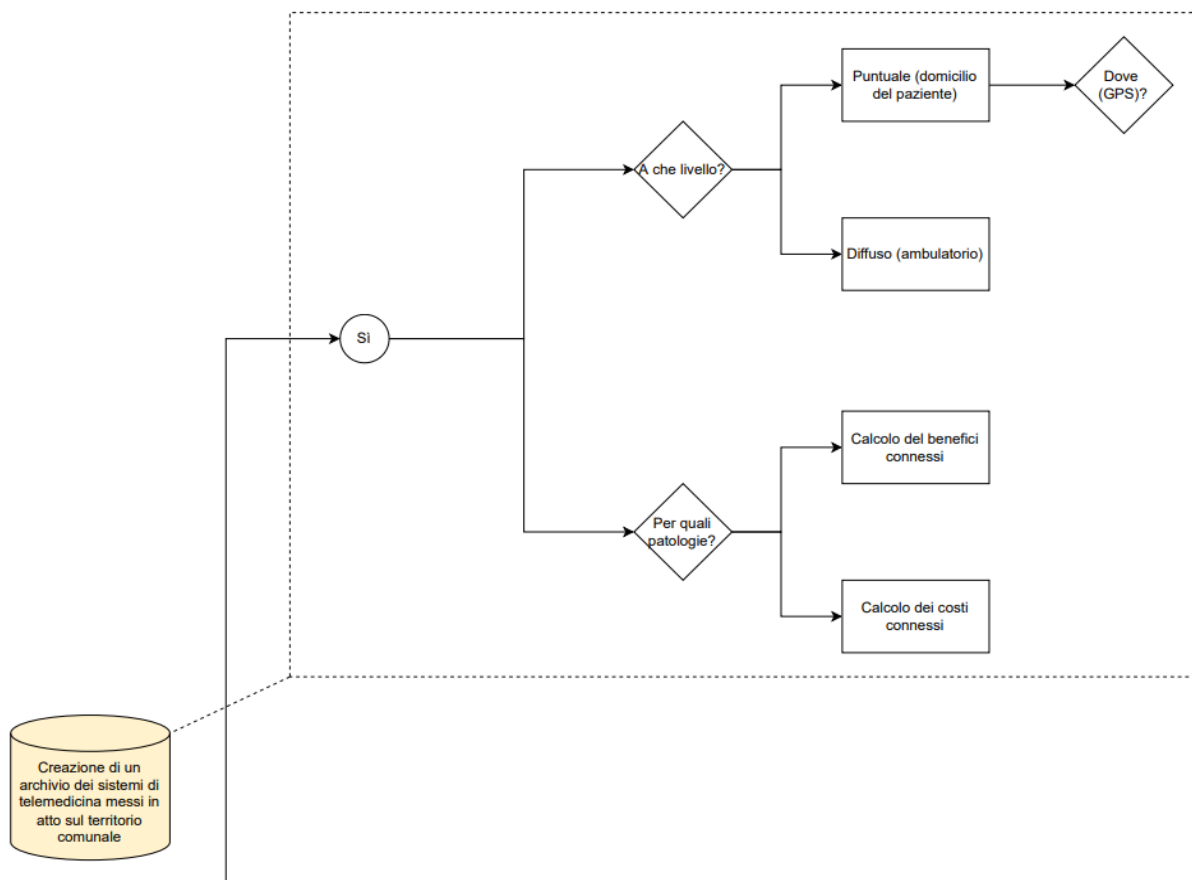 Puntuale (domicilio
del paziente)
Dove
(GPS)?
A che livello?
Diffuso (ambulatorio)
Sì
Calcolo del benefici
connessi
Per quali
patologie?
Calcolo dei costi
connessi
Creazione di un
archivio dei sistemi di
telemedicina messi in
atto sul territorio
comunale